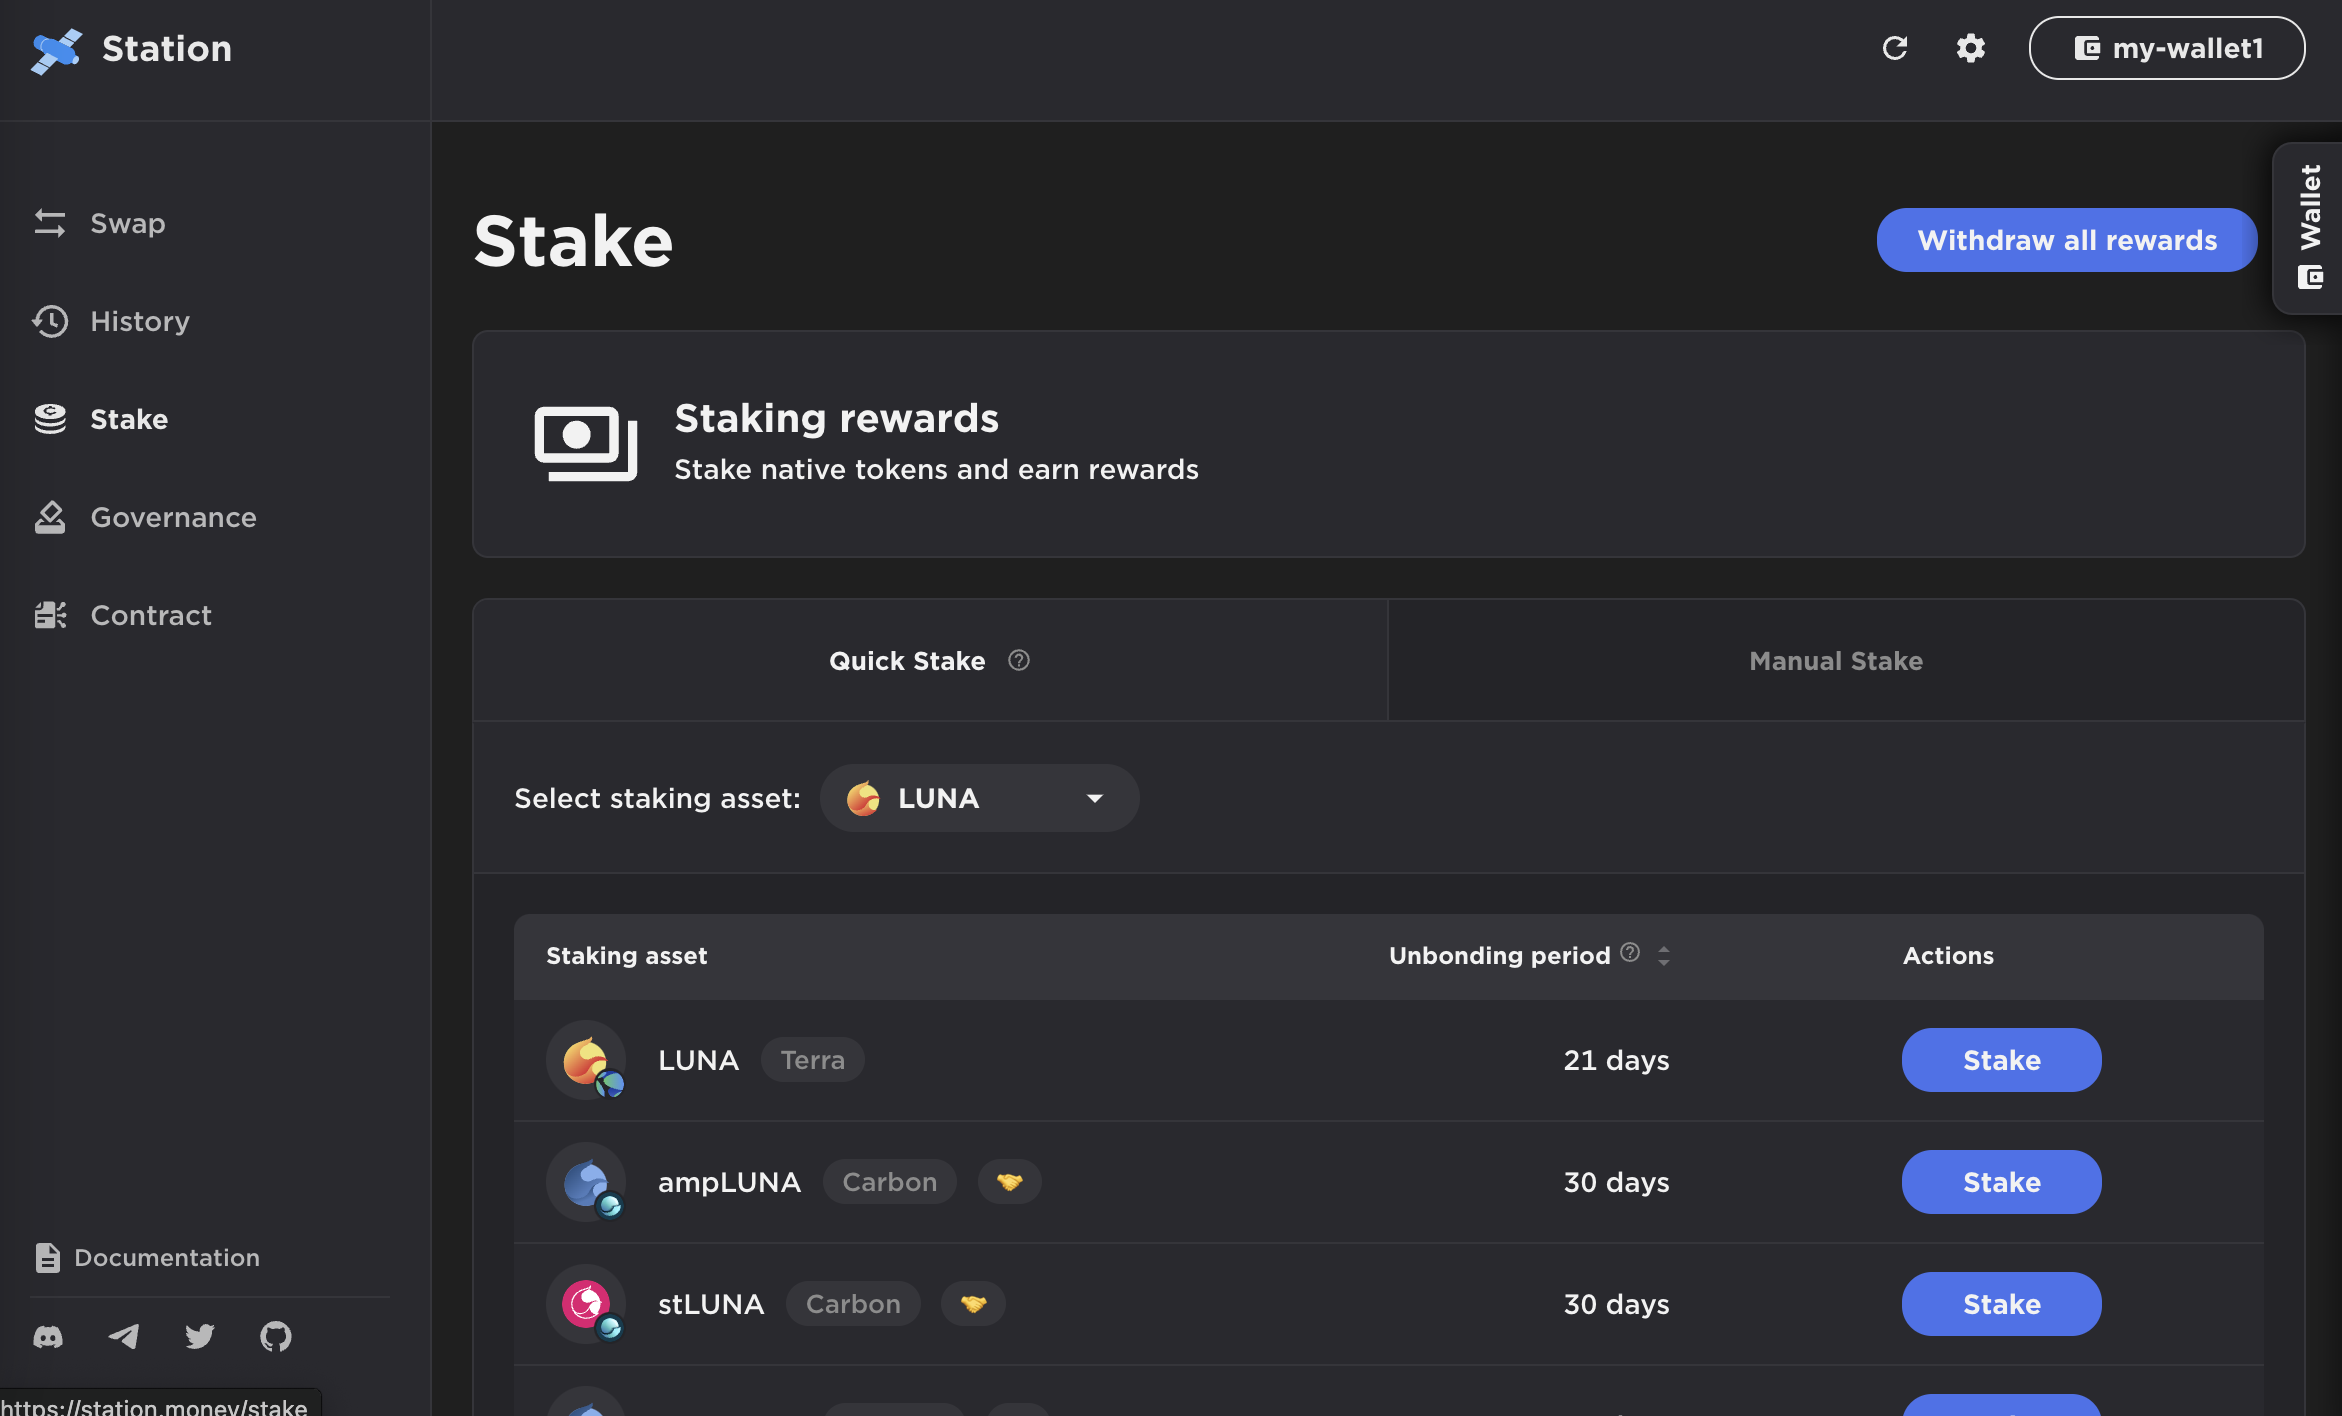 Station
my-wallet1
Swap
History
Stake
Governance
Contract
Documentation
https://station.money/stake
Wallet
Stake
Withdraw all rewards
Staking rewards
Stake native tokens and earn rewards
Quick Stake
Manual Stake
Select staking asset: LUNA
Staking asset Unbonding period Actions
LUNA Terra 21 days Stake
ampLUNA Carbon 30 days Stake
stLUNA Carbon 30 days Stake